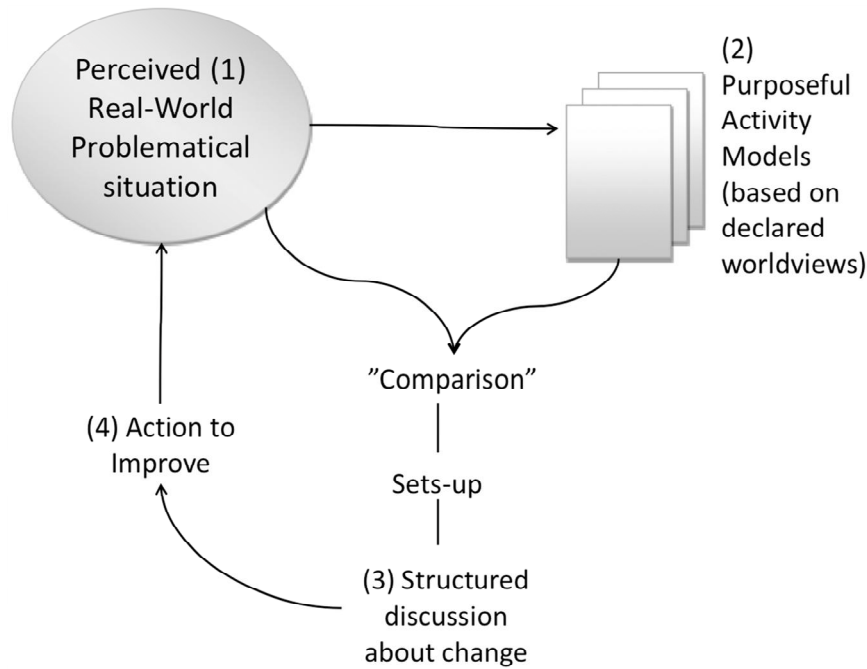 Perceived (1)
Real-World
Problematical
situation
(2)
Purposeful
Activity
Models
(based on
declared
worldviews)
”Comparison”
Sets-up
(3) Structured
discussion
about change
(4) Action to
Improve